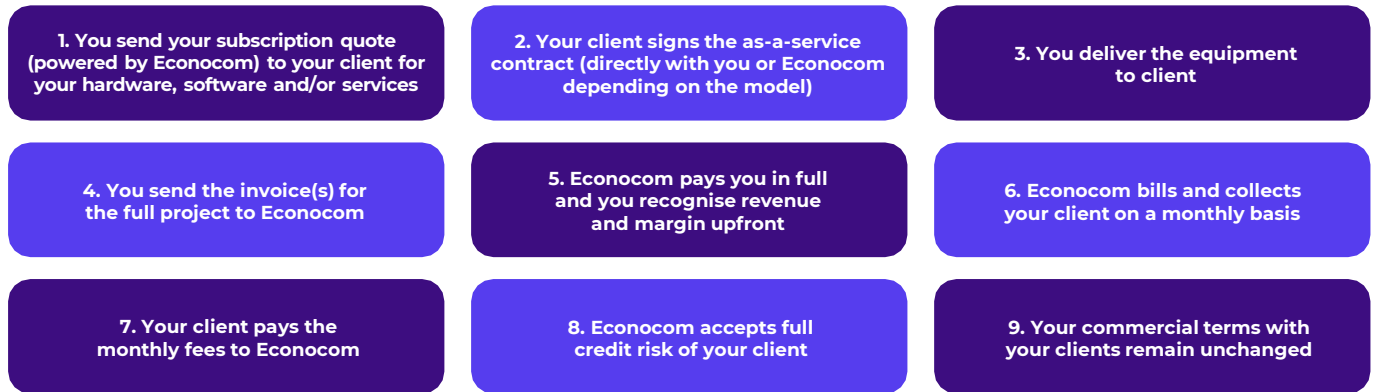 1. You send your subscription quote
(powered by Econocom) to your client for
your hardware, software and/or services
2. Your client signs the as-a-service
contract (directly with you or Econocom
depending on the model)
3. You deliver the equipment
to client
4. You send the invoice(s) for
the full project to Econocom
5. Econocom pays you in full
and you recognise revenue
and margin upfront
6. Econocom bills and collects
your client on a monthly basis
7. Your client pays the
monthly fees to Econocom
8. Econocom accepts full
credit risk of your client
9. Your commercial terms with
your clients remain unchanged